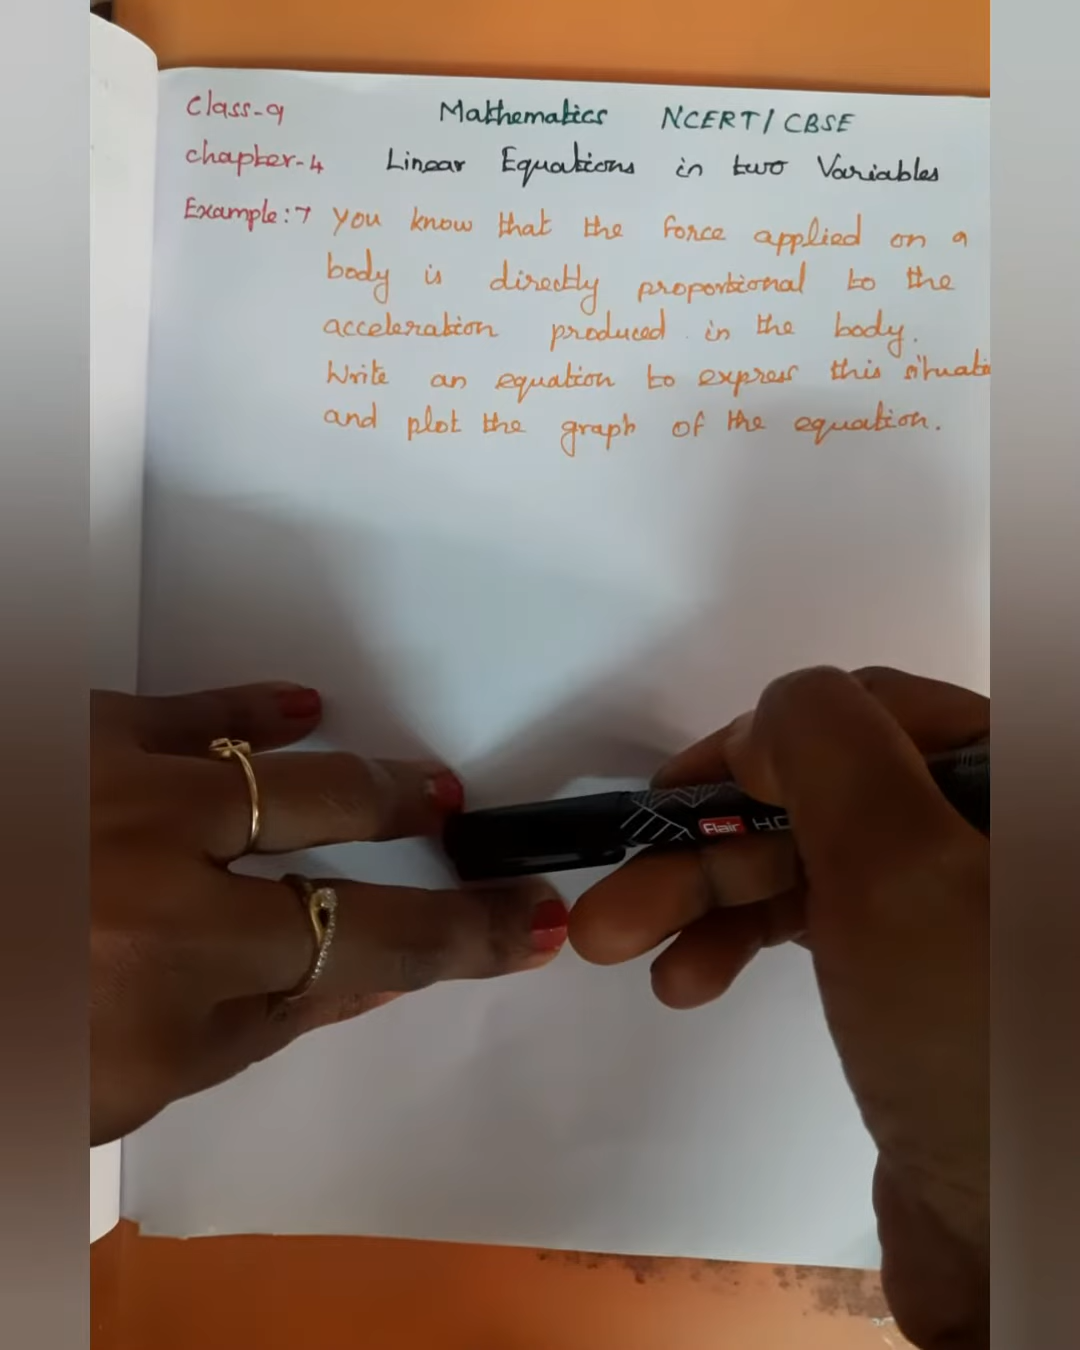 Class-9 Mathematics NCERT/CBSE
Chapter-4 Linear Equations in two Variables
Example:7 you know that the force applied on a
body is directly proportional to the
acceleration produced in the body.
Write an equation to express this situati
and plot the graph of the equation.
Flair H.C